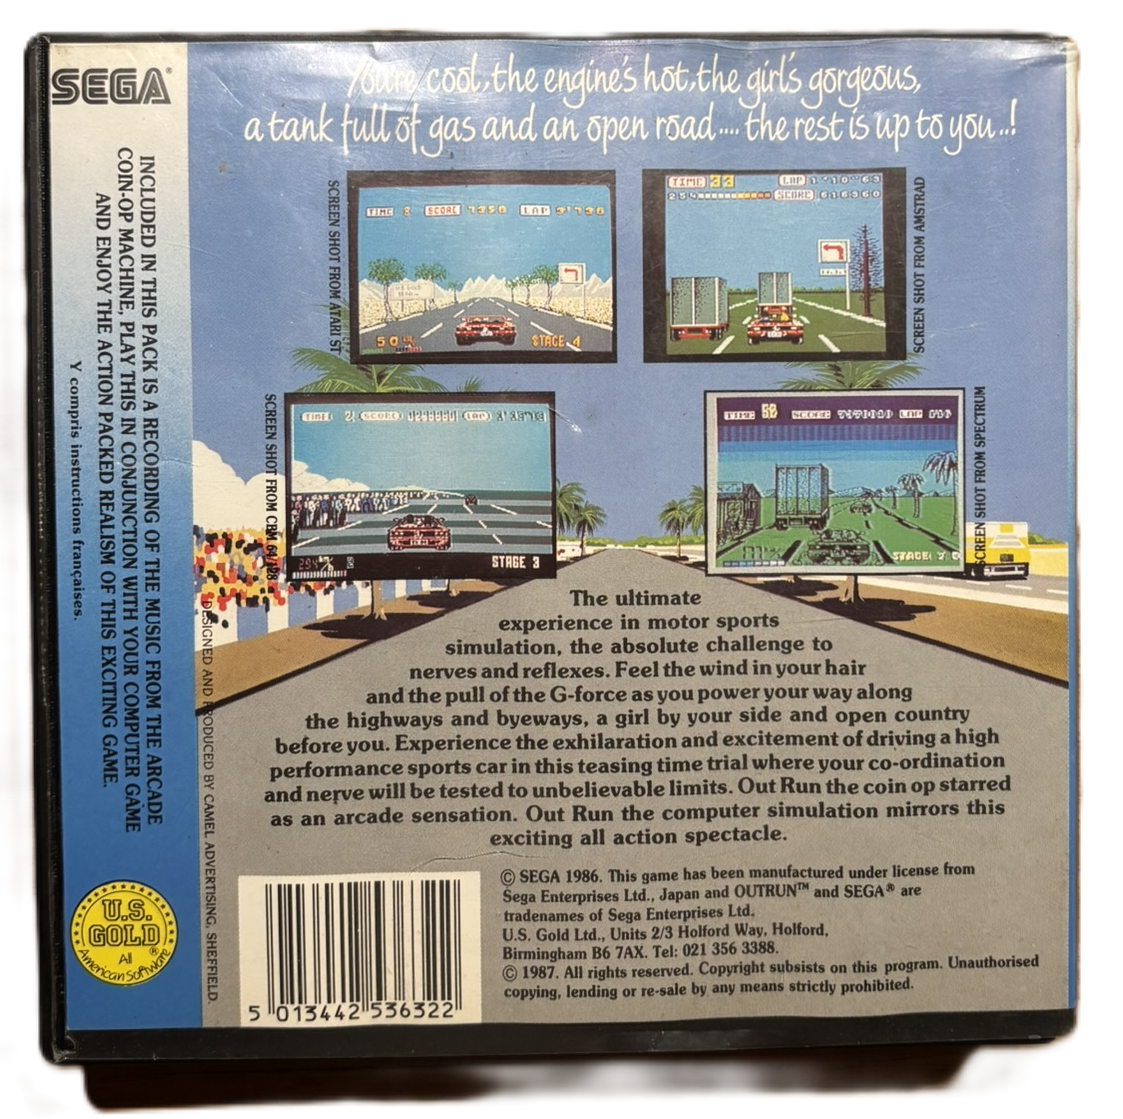 SEGA®
INCLUDED IN THIS PACK IS A RECORDING OF THE MUSIC FROM THE ARCADE
COIN-OP MACHINE, PLAY THIS IN CONJUNCTION WITH YOUR COMPUTER GAME
AND ENJOY THE ACTION PACKED REALISM OF THIS EXCITING GAME.
Y compris instructions françaises.
U.S.
GOLD®
All
American Software
You're cool, the engine's hot, the girl's gorgeous,
a tank full of gas and an open road .... the rest is up to you ..!
SCREEN SHOT FROM ATARI ST
TIME
SCORE
LAP
STAGE 4
SCREEN SHOT FROM AMSTRAD
TIME 33
LAP 1'10"63
254
SCORE 616360
SCREEN SHOT FROM CBM 64/128
TIME
SCORE
LAP
STAGE 3
SCREEN SHOT FROM SPECTRUM
TIME 50 SCORE LAP
STAGE:
The ultimate
experience in motor sports
simulation, the absolute challenge to
nerves and reflexes. Feel the wind in your hair
and the pull of the G-force as you power your way along
the highways and byeways, a girl by your side and open country
before you. Experience the exhilaration and excitement of driving a high
performance sports car in this teasing time trial where your co-ordination
and nerve will be tested to unbelievable limits. Out Run the coin op starred
as an arcade sensation. Out Run the computer simulation mirrors this
exciting all action spectacle.
DESIGNED AND PRODUCED BY CAMEL ADVERTISING, SHEFFIELD.
5 013442 536322
© SEGA 1986. This game has been manufactured under license from
Sega Enterprises Ltd., Japan and OUTRUN™ and SEGA® are
tradenames of Sega Enterprises Ltd.
U.S. Gold Ltd., Units 2/3 Holford Way, Holford,
Birmingham B6 7AX. Tel: 021 356 3388.
© 1987. All rights reserved. Copyright subsists on this program. Unauthorised
copying, lending or re-sale by any means strictly prohibited.